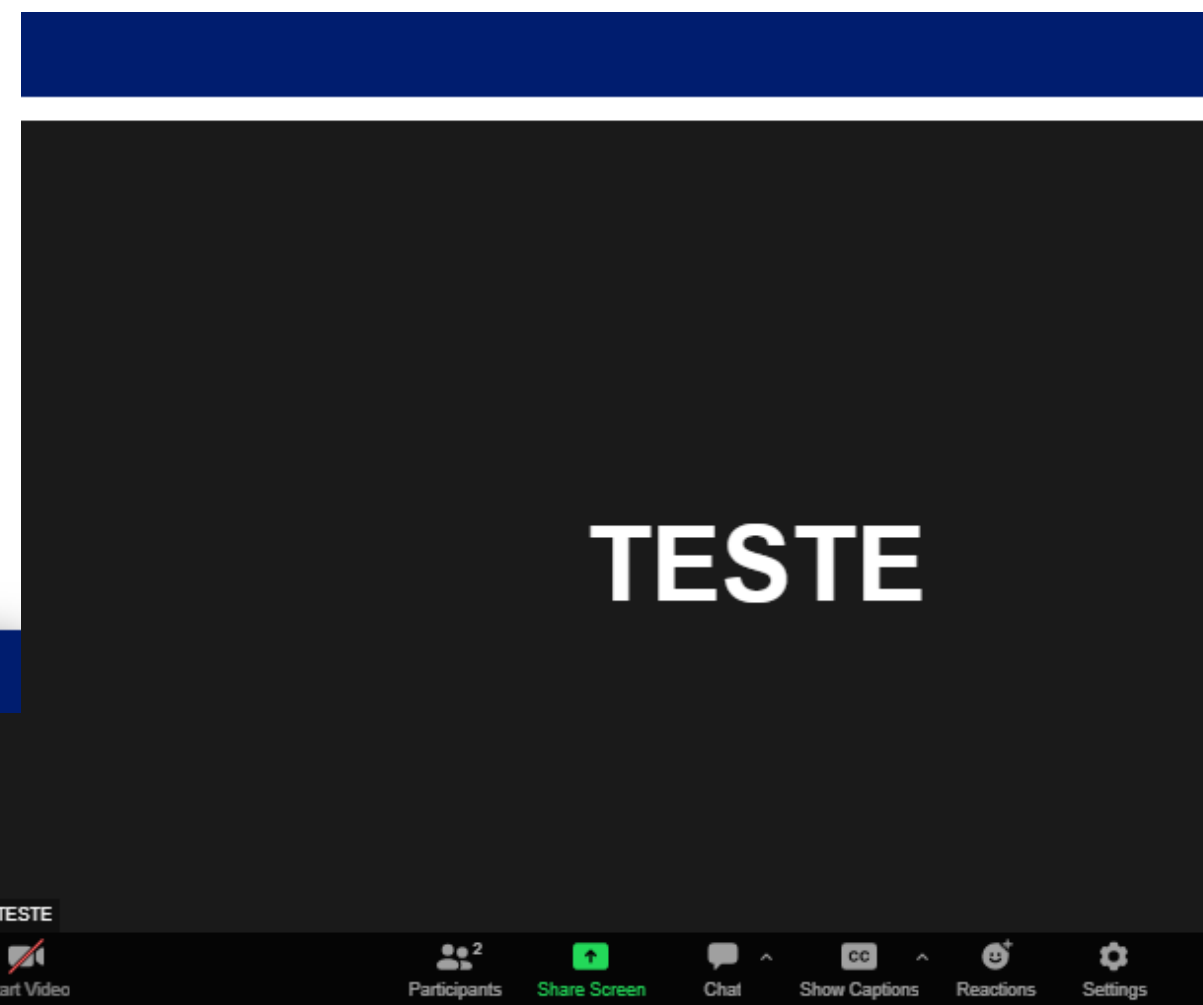 TESTE
TESTE
2
art Video
Participants
Share Screen
Chat
CC
Show Captions
Reactions
Settings